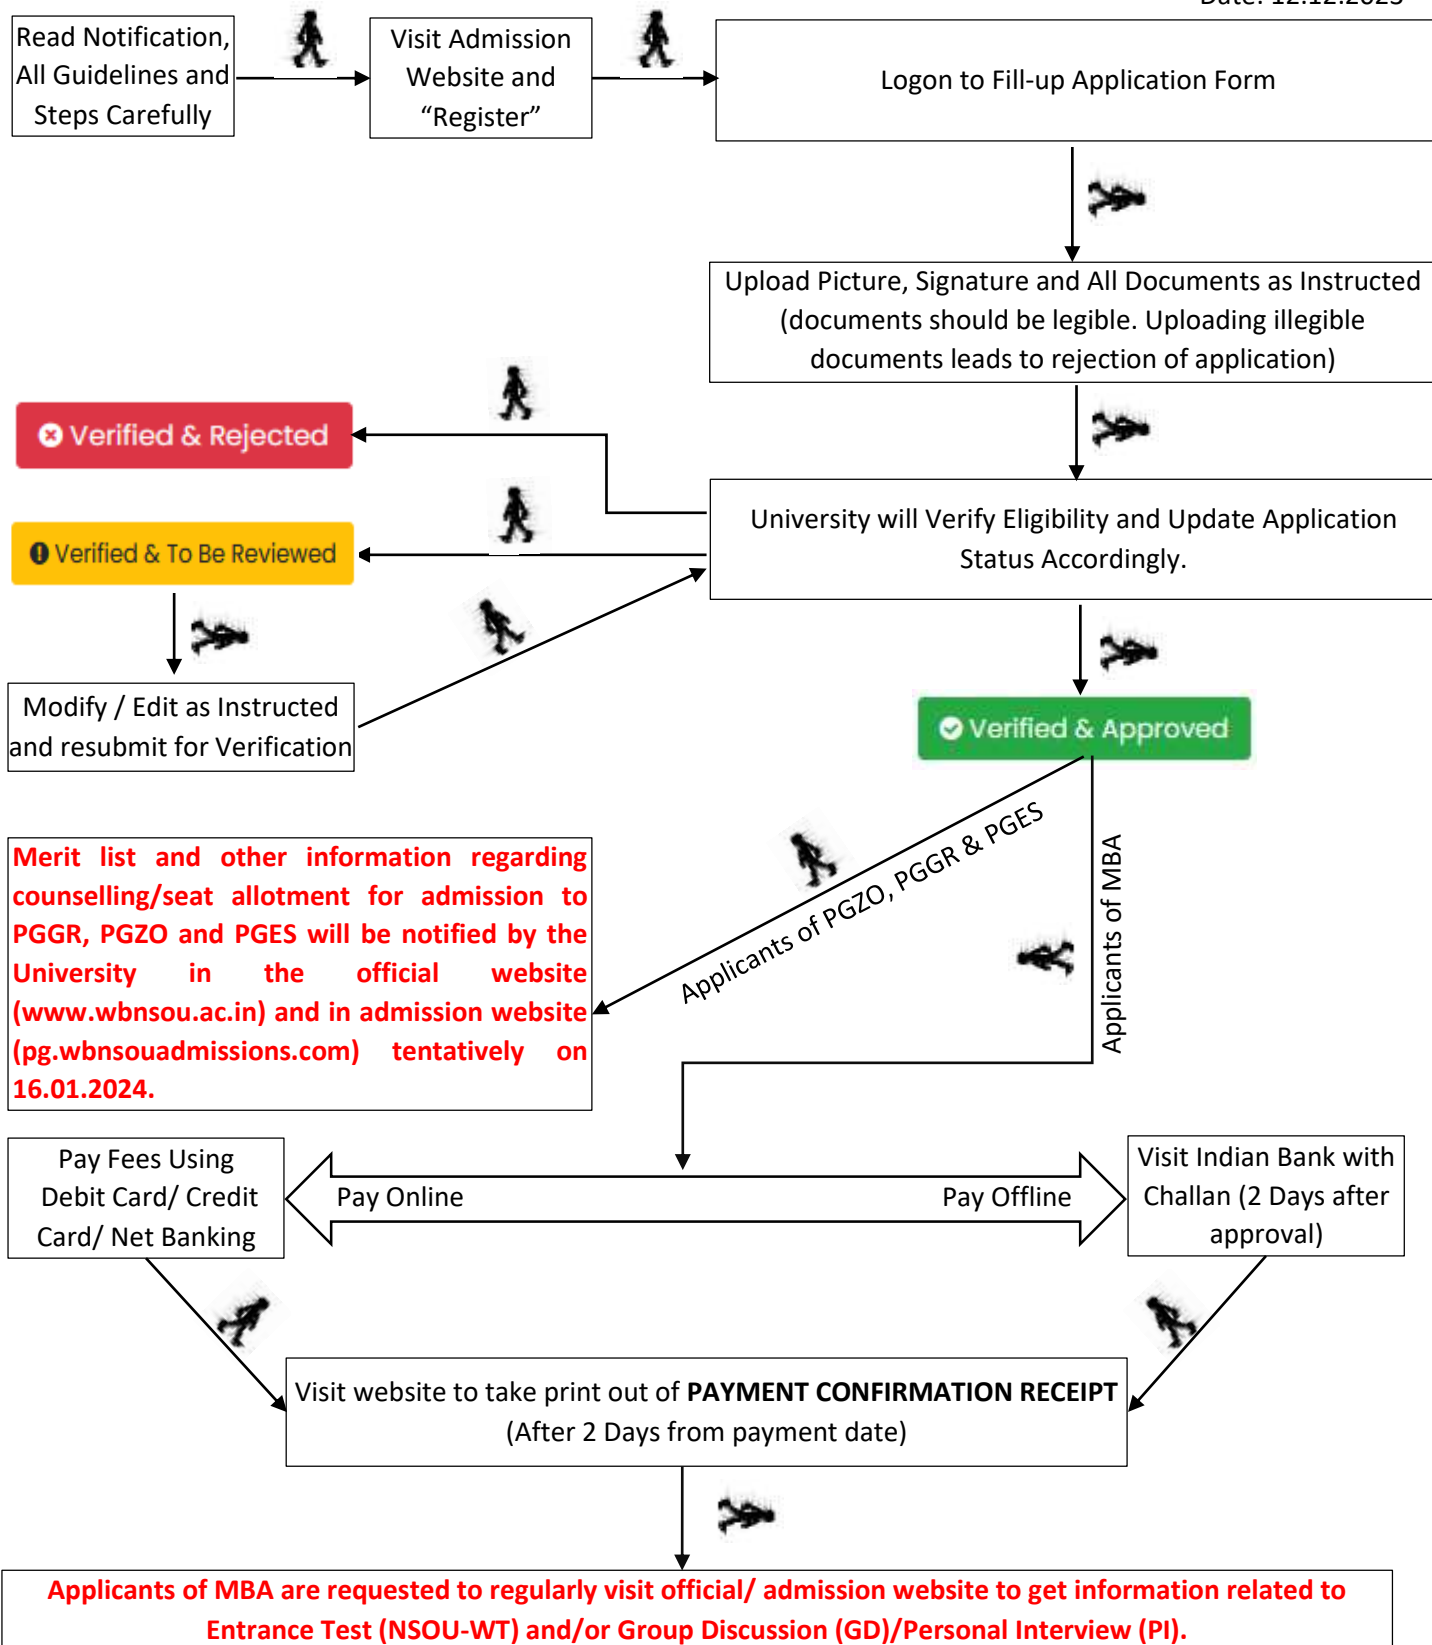 Date: 12.12.2023
Read Notification,
All Guidelines and
Steps Carefully
Visit Admission
Website and
“Register”
Logon to Fill-up Application Form
Upload Picture, Signature and All Documents as Instructed
(documents should be legible. Uploading illegible
documents leads to rejection of application)
Verified & Rejected
University will Verify Eligibility and Update Application
Status Accordingly.
Verified & To Be Reviewed
Modify / Edit as Instructed
and resubmit for Verification
Verified & Approved
Applicants of PGZO, PGGR & PGES
Applicants of MBA
Merit list and other information regarding
counselling/seat allotment for admission to
PGGR, PGZO and PGES will be notified by the
University in the official website
(www.wbnsou.ac.in) and in admission website
(pg.wbnsouadmissions.com) tentatively on
16.01.2024.
Pay Fees Using
Debit Card/ Credit
Card/ Net Banking
Pay Online
Pay Offline
Visit Indian Bank with
Challan (2 Days after
approval)
Visit website to take print out of PAYMENT CONFIRMATION RECEIPT
(After 2 Days from payment date)
Applicants of MBA are requested to regularly visit official/ admission website to get information related to
Entrance Test (NSOU-WT) and/or Group Discussion (GD)/Personal Interview (PI).